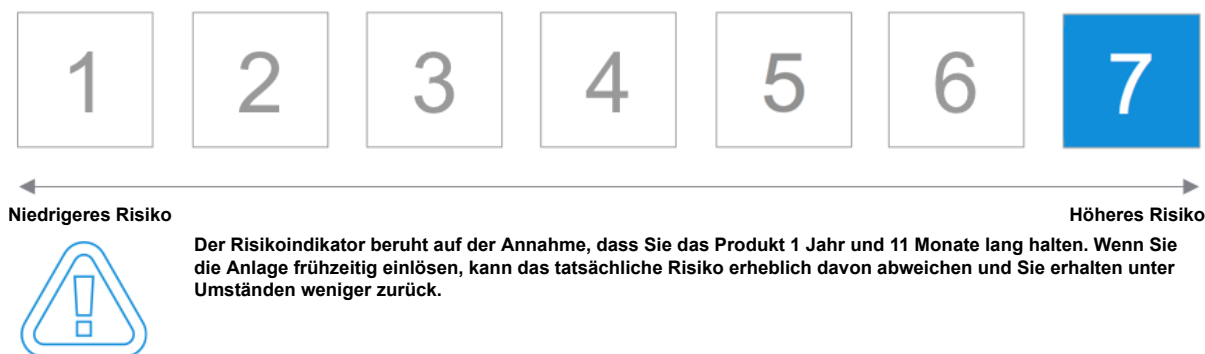 1 2 3 4 5 6 7
Niedrigeres Risiko Höheres Risiko
Der Risikoindikator beruht auf der Annahme, dass Sie das Produkt 1 Jahr und 11 Monate lang halten. Wenn Sie
die Anlage frühzeitig einlösen, kann das tatsächliche Risiko erheblich davon abweichen und Sie erhalten unter
Umständen weniger zurück.